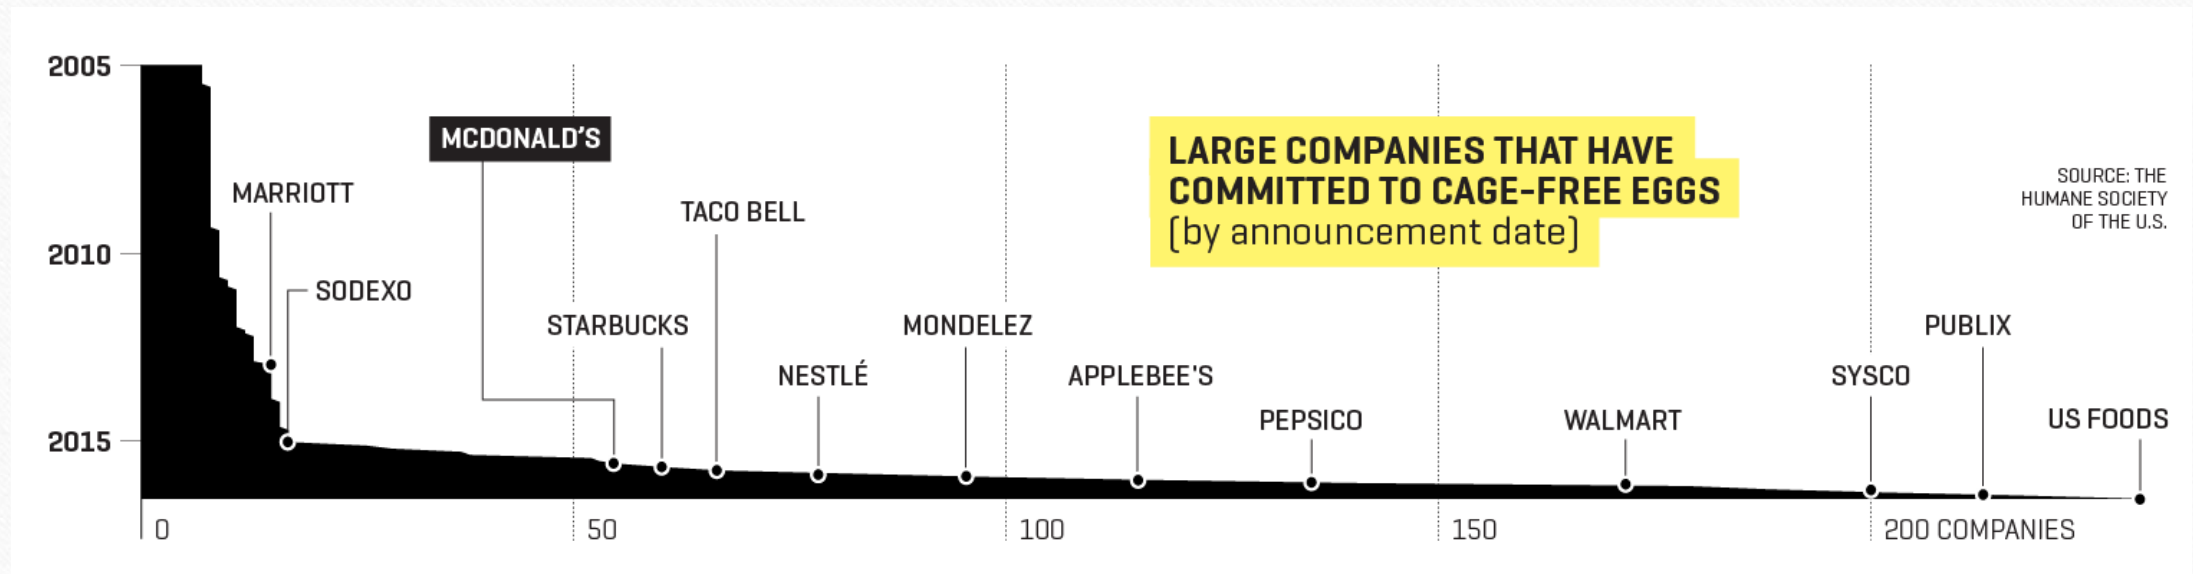 LARGE COMPANIES THAT HAVE
COMMITTED TO CAGE-FREE EGGS
(by announcement date)
SOURCE: THE
HUMANE SOCIETY
OF THE U.S.
2005
2010
2015
MCDONALD’S
MARRIOTT
SODEXO
STARBUCKS
TACO BELL
NESTLÉ
MONDELEZ
APPLEBEE'S
PEPSICO
WALMART
SYSCO
PUBLIX
US FOODS
0
50
100
150
200 COMPANIES